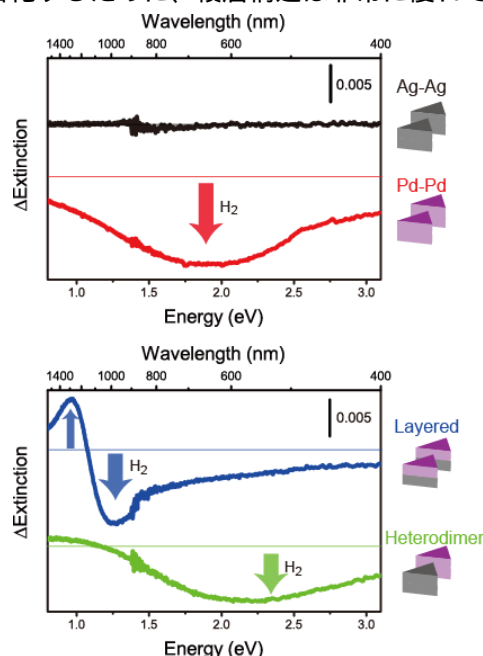 Wavelength (nm)
1400 1000 800 600 400
0.005
Ag-Ag
ΔExtinction
H2
Pd-Pd
1.0 1.5 2.0 2.5 3.0
Energy (eV)
Wavelength (nm)
1400 1000 800 600 400
0.005
Layered
ΔExtinction
H2
Heterodimer
H2
1.0 1.5 2.0 2.5 3.0
Energy (eV)